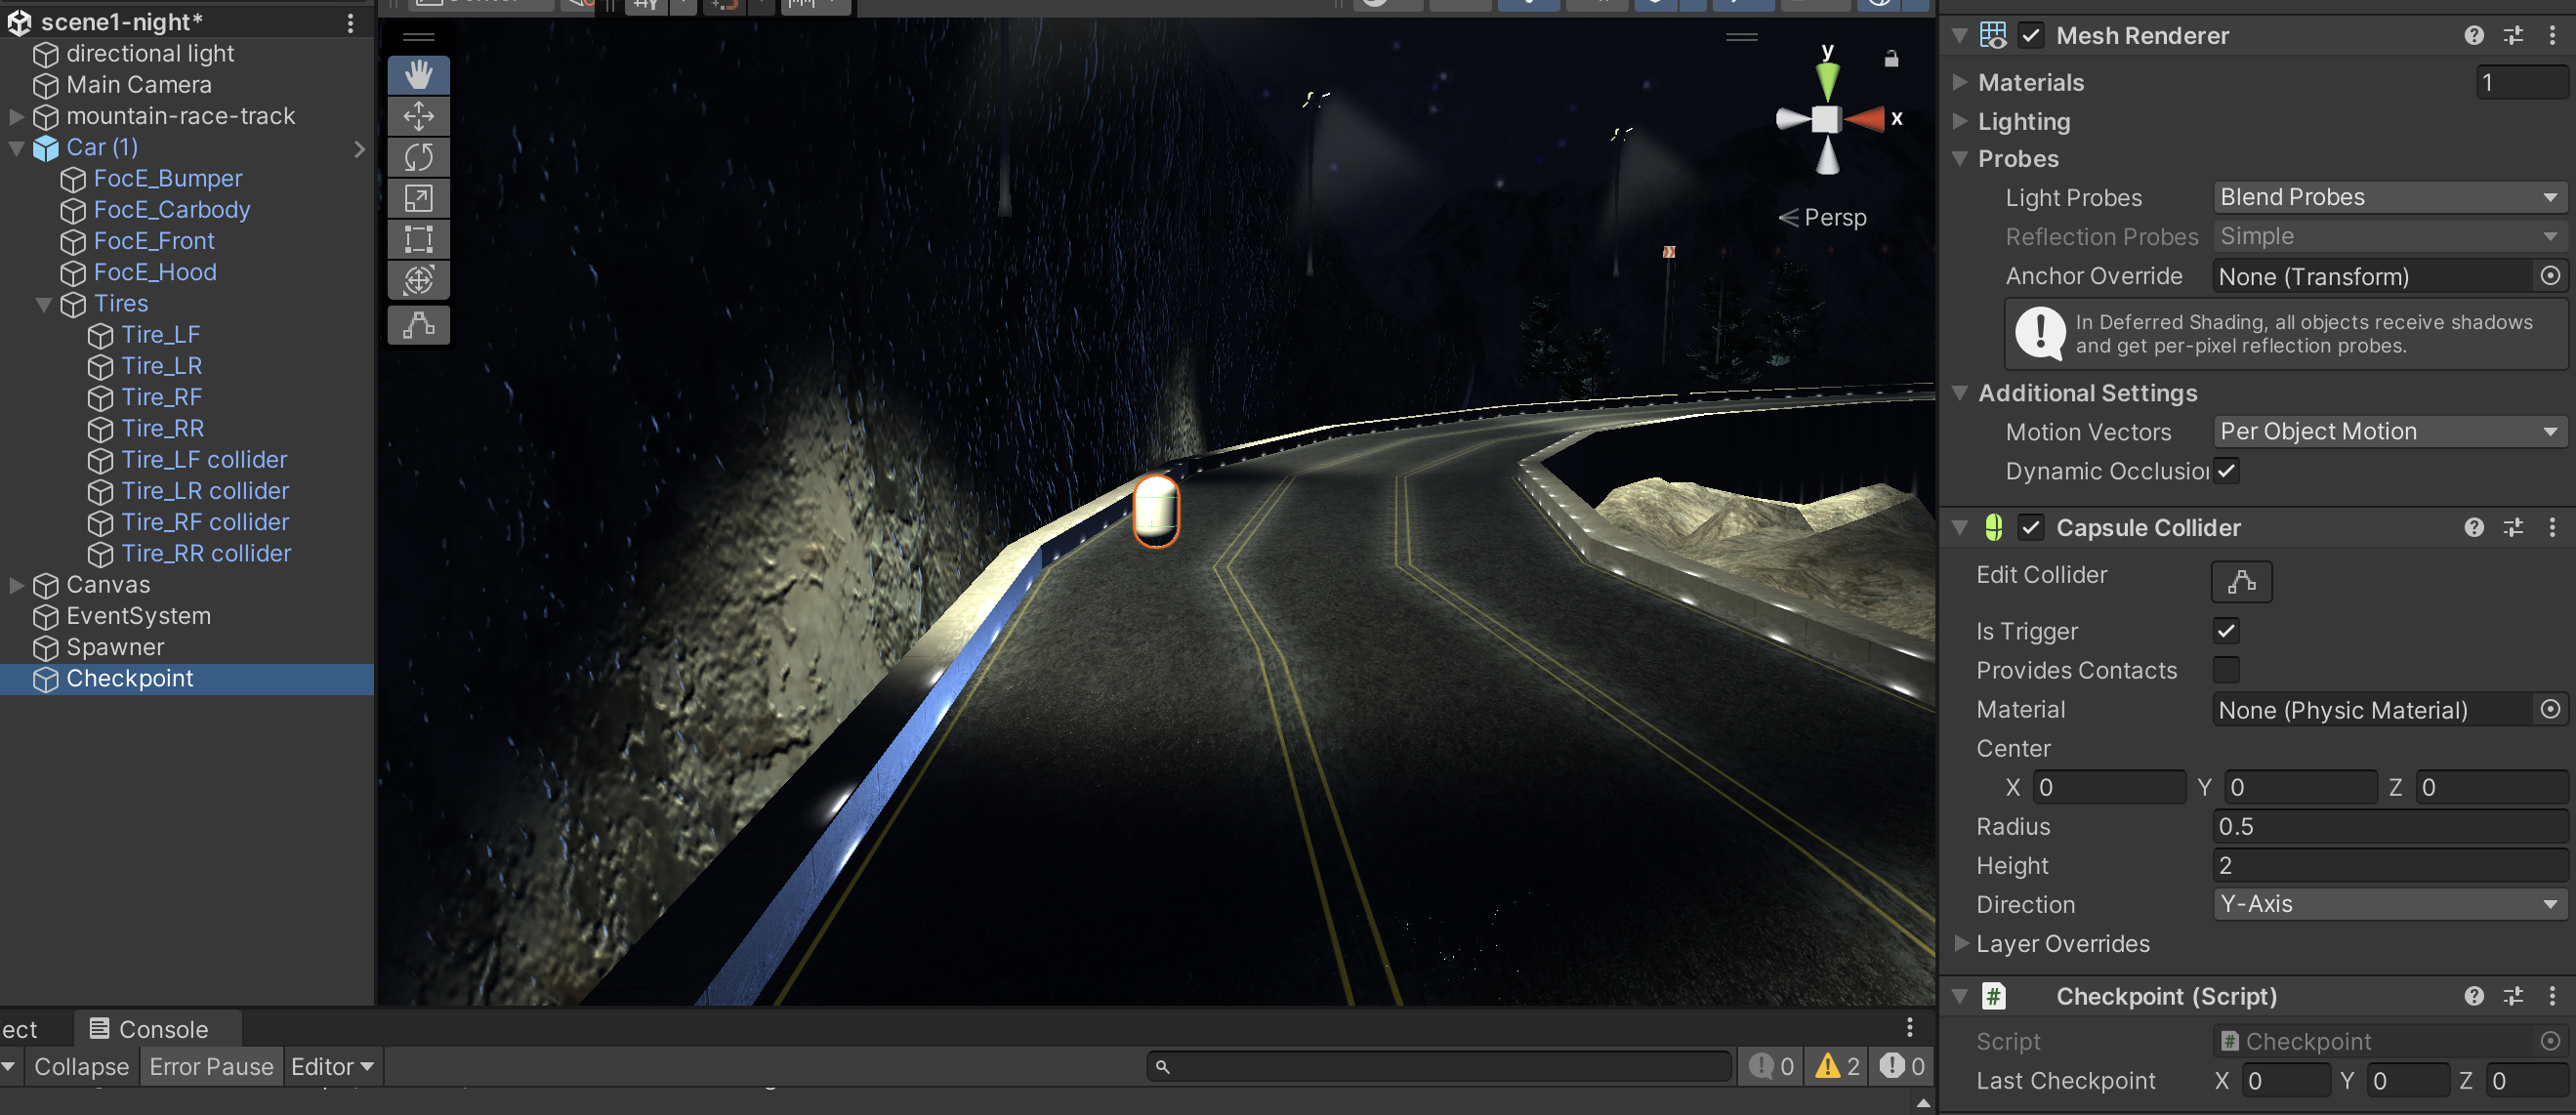 scene1-night*
directional light
Main Camera
mountain-race-track
Car (1)
FocE_Bumper
FocE_Carbody
FocE_Front
FocE_Hood
Tires
Tire_LF
Tire_LR
Tire_RF
Tire_RR
Tire_LF collider
Tire_LR collider
Tire_RF collider
Tire_RR collider
Canvas
EventSystem
Spawner
Checkpoint
y
x
Persp
Mesh Renderer
Materials 1
Lighting
Probes
Light Probes Blend Probes
Reflection Probes Simple
Anchor Override None (Transform)
In Deferred Shading, all objects receive shadows
and get per-pixel reflection probes.
Additional Settings
Motion Vectors Per Object Motion
Dynamic Occlusion
Capsule Collider
Edit Collider
Is Trigger
Provides Contacts
Material None (Physic Material)
Center
X 0 Y 0 Z 0
Radius 0.5
Height 2
Direction Y-Axis
Layer Overrides
# Checkpoint (Script)
Script # Checkpoint
Last Checkpoint X 0 Y 0 Z 0
ect Console
Collapse Error Pause Editor 0 2 0